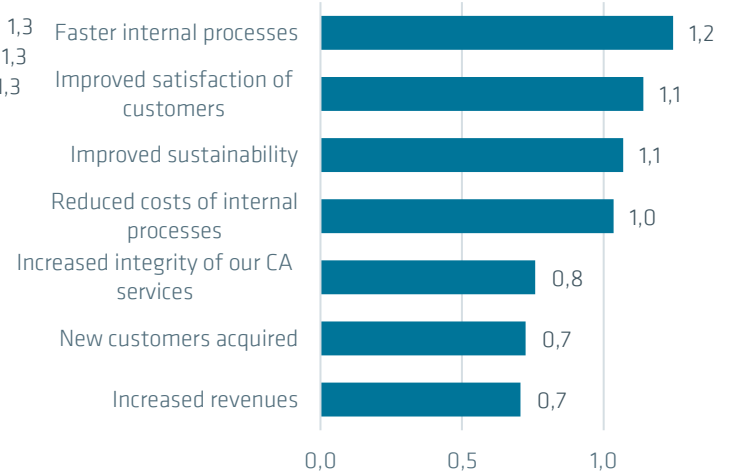 1,3
1,3
1,3
Faster internal processes
1,2
Improved satisfaction of
customers
1,1
Improved sustainability
1,1
Reduced costs of internal
processes
1,0
Increased integrity of our CA
services
0,8
New customers acquired
0,7
Increased revenues
0,7
0,0 0,5 1,0